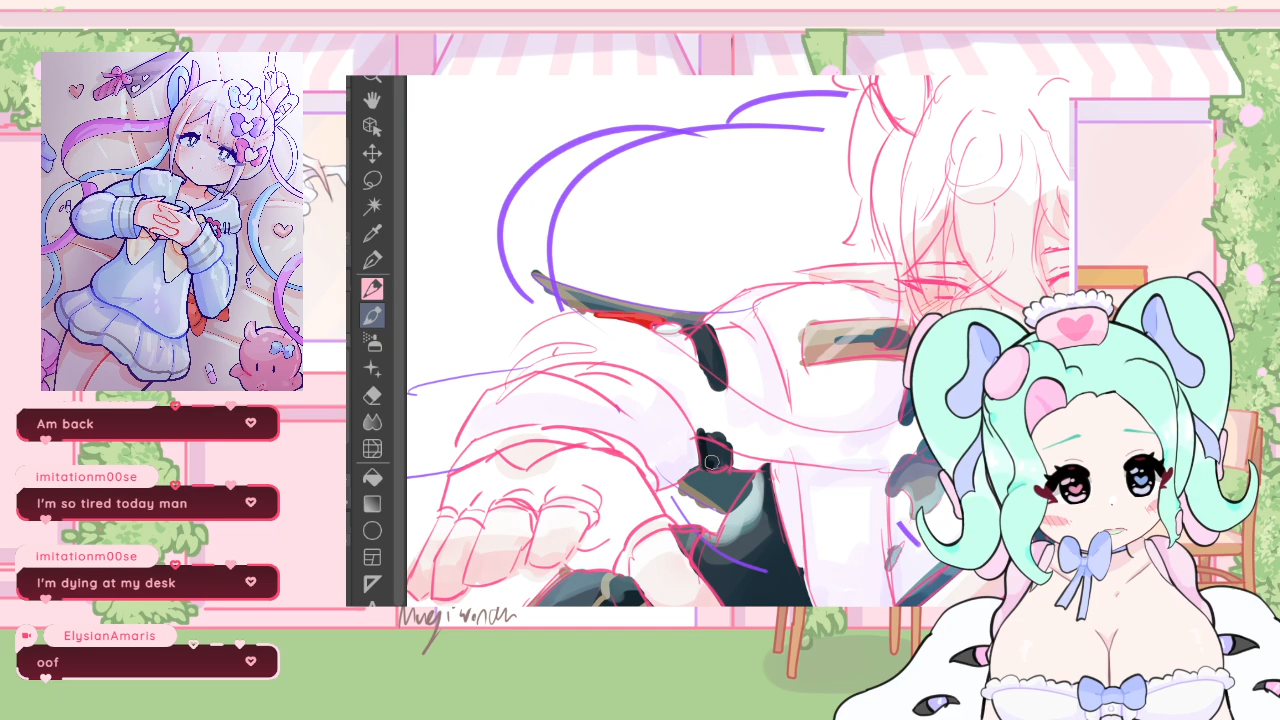 Am back
imitationm00se
I'm so tired today man
imitationm00se
I'm dying at my desk
ElysianAmaris
oof